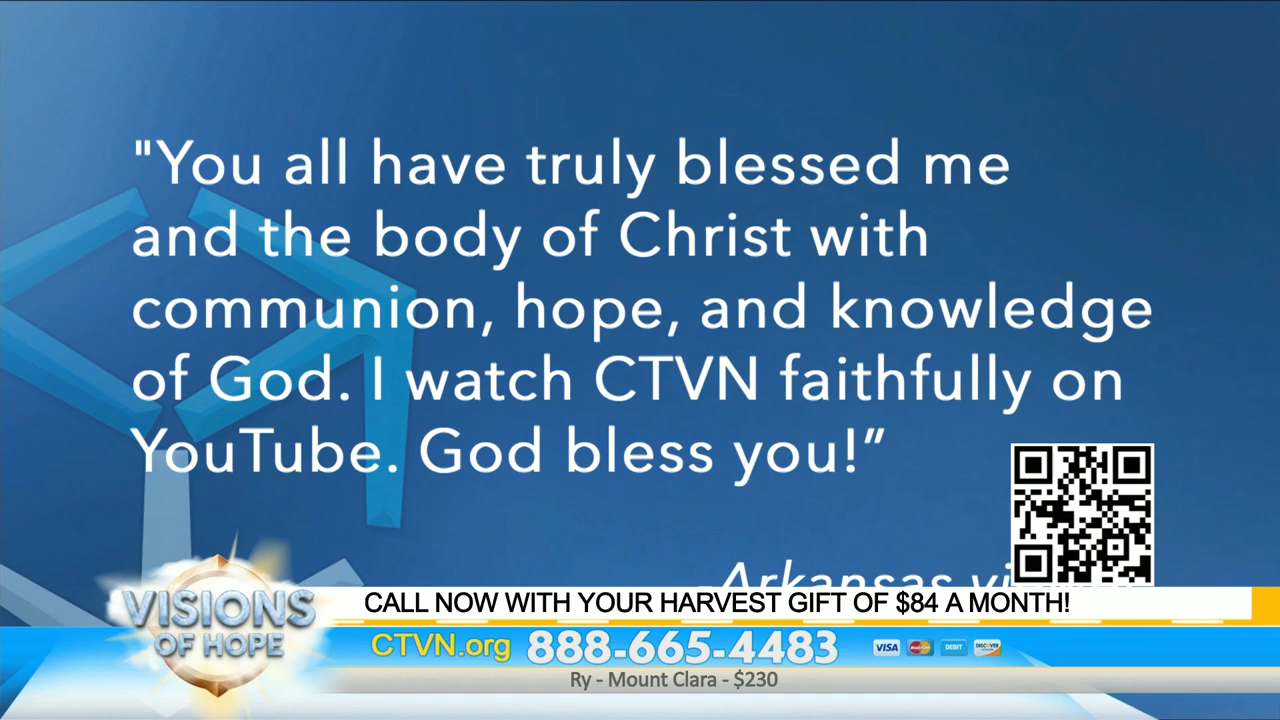 "You all have truly blessed me
and the body of Christ with
communion, hope, and knowledge
of God. I watch CTVN faithfully on
YouTube. God bless you!”
-Arkansas
VISIONS
OF HOPE
CALL NOW WITH YOUR HARVEST GIFT OF $84 A MONTH!
CTVN.org 888-665-4483 VISA MasterCard DEBIT DISCOVER
Ry - Mount Clara - $230